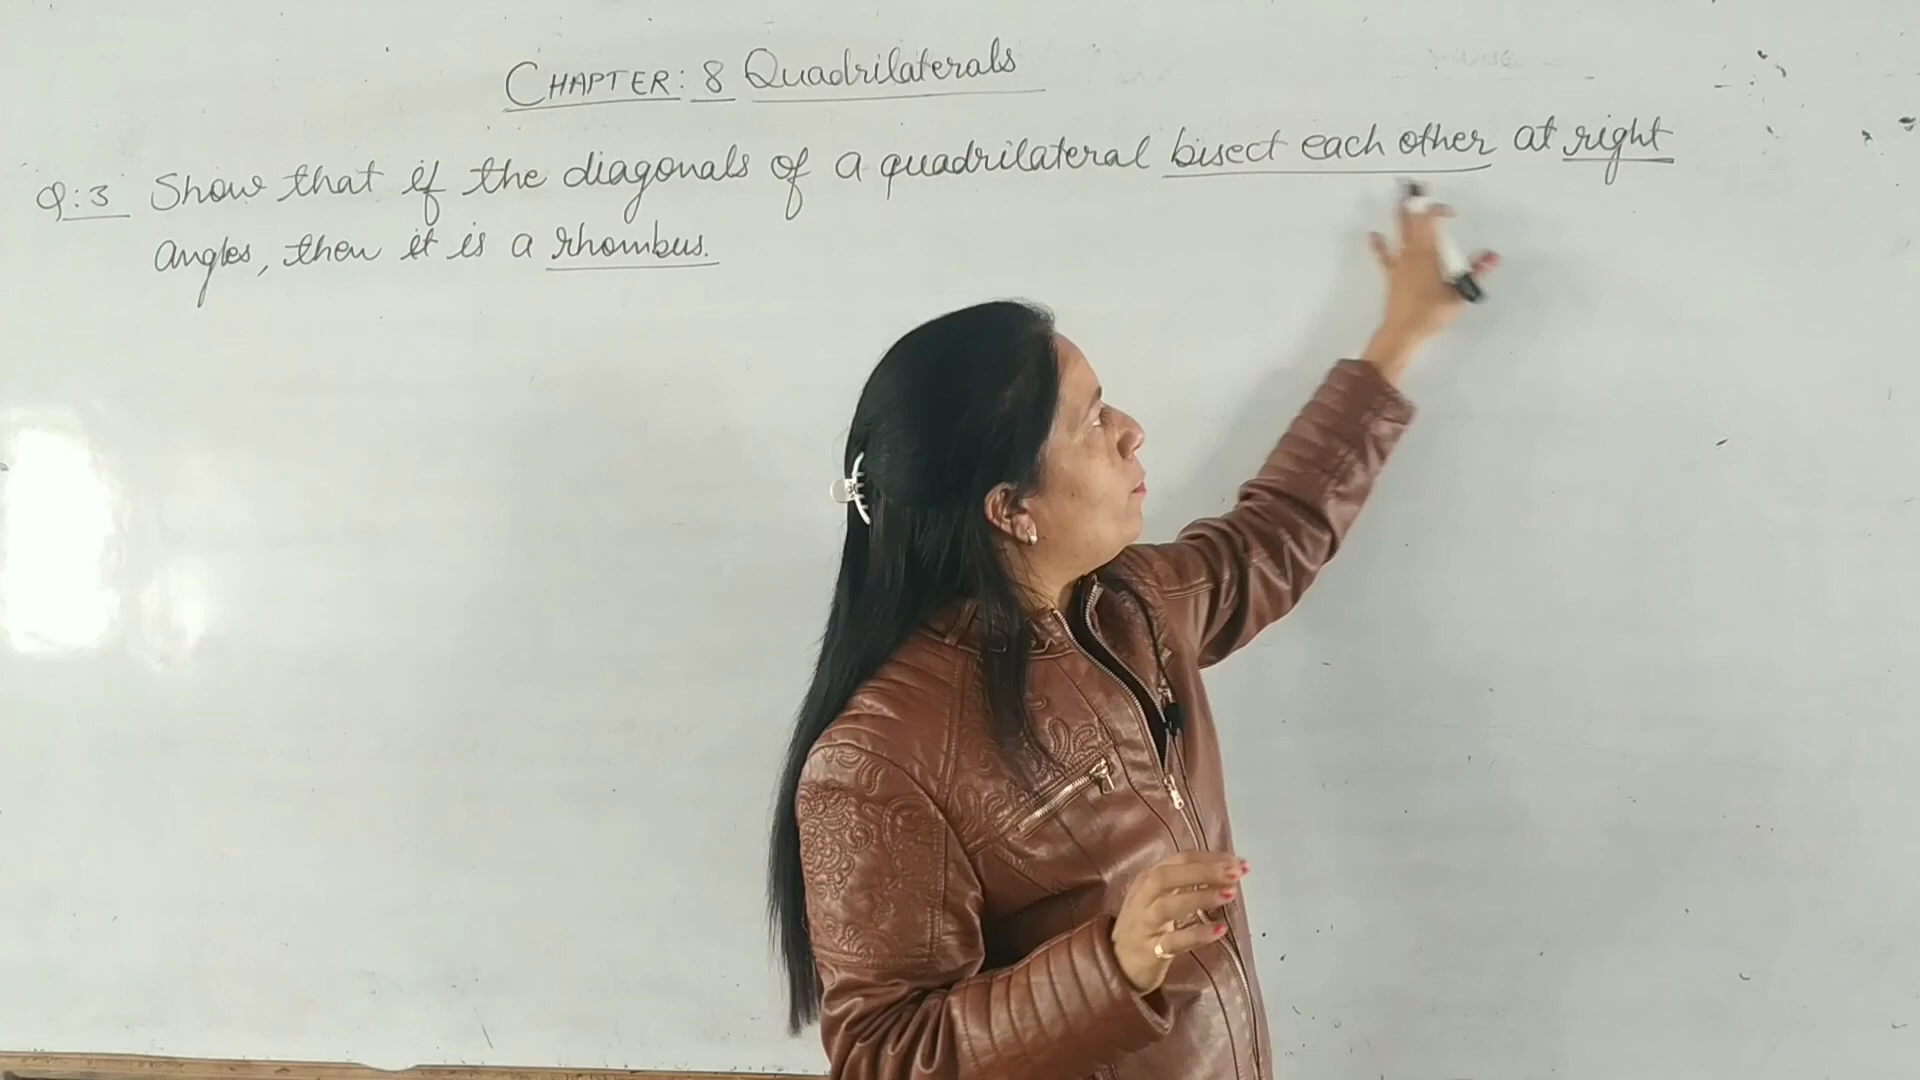 CHAPTER: 8 Quadrilaterals
Q:3 Show that if the diagonals of a quadrilateral bisect each other at right
angles, then it is a rhombus.